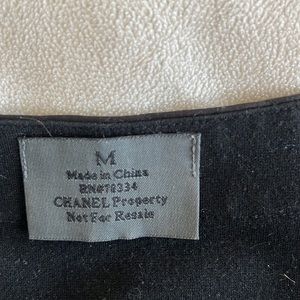 M
Made in China
RN#78334
CHANEL Property
Not For Resale